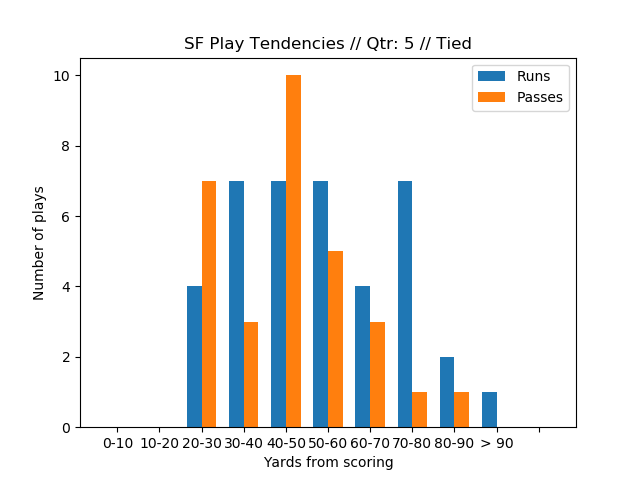 SF Play Tendencies // Qtr: 5 // Tied
Runs
Passes
Number of plays
10
8
6
4
2
0
0-10 10-20 20-30 30-40 40-50 50-60 60-70 70-80 80-90 > 90
Yards from scoring